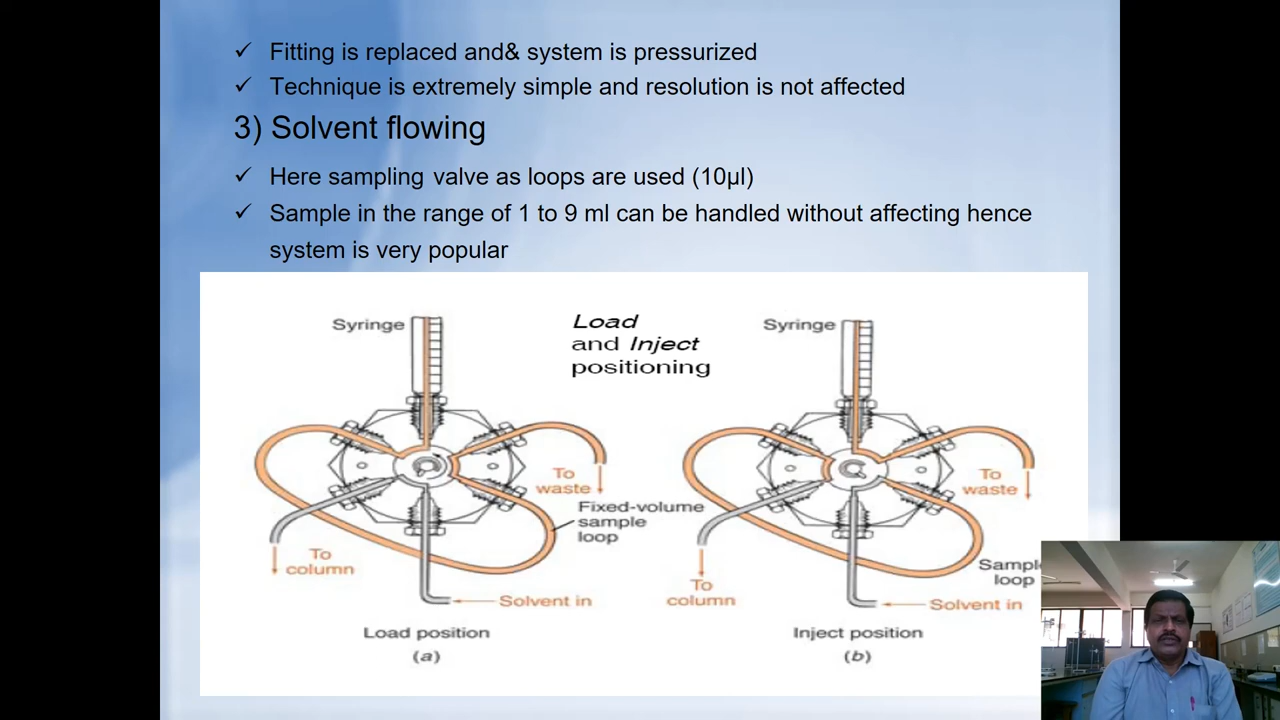 ✓ Fitting is replaced and& system is pressurized
✓ Technique is extremely simple and resolution is not affected
3) Solvent flowing
✓ Here sampling valve as loops are used (10µl)
✓ Sample in the range of 1 to 9 ml can be handled without affecting hence
system is very popular
Syringe
Load
and Inject
positioning
To
waste
Fixed-volume
sample
loop
To
column
Solvent in
Load position
(a)
Syringe
To
waste
Sample
loop
To
column
Solvent in
Inject position
(b)